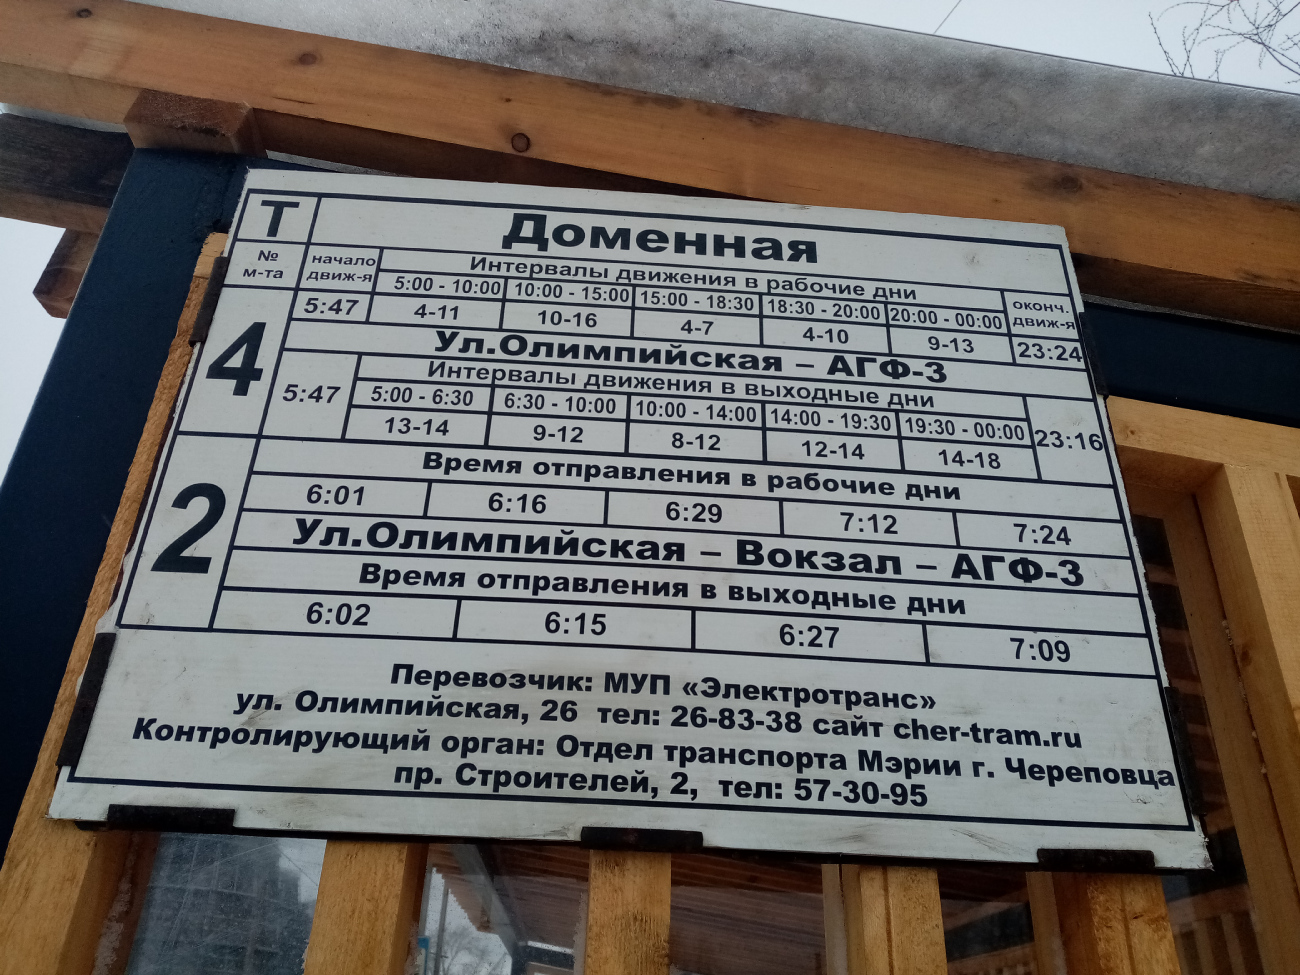 Т
Доменная
№ м-та
начало движ-я
Интервалы движения в рабочие дни
оконч. движ-я
5:00 - 10:00 10:00 - 15:00 15:00 - 18:30 18:30 - 20:00 20:00 - 00:00
4
5:47 4-11 10-16 4-7 4-10 9-13 23:24
Ул.Олимпийская – АГФ-3
Интервалы движения в выходные дни
5:47 5:00 - 6:30 6:30 - 10:00 10:00 - 14:00 14:00 - 19:30 19:30 - 00:00 23:16
13-14 9-12 8-12 12-14 14-18
2
Время отправления в рабочие дни
6:01 6:16 6:29 7:12 7:24
Ул.Олимпийская – Вокзал – АГФ-3
Время отправления в выходные дни
6:02 6:15 6:27 7:09
Перевозчик: МУП «Электротранс»
ул. Олимпийская, 26 тел: 26-83-38 сайт cher-tram.ru
Контролирующий орган: Отдел транспорта Мэрии г. Череповца
пр. Строителей, 2, тел: 57-30-95